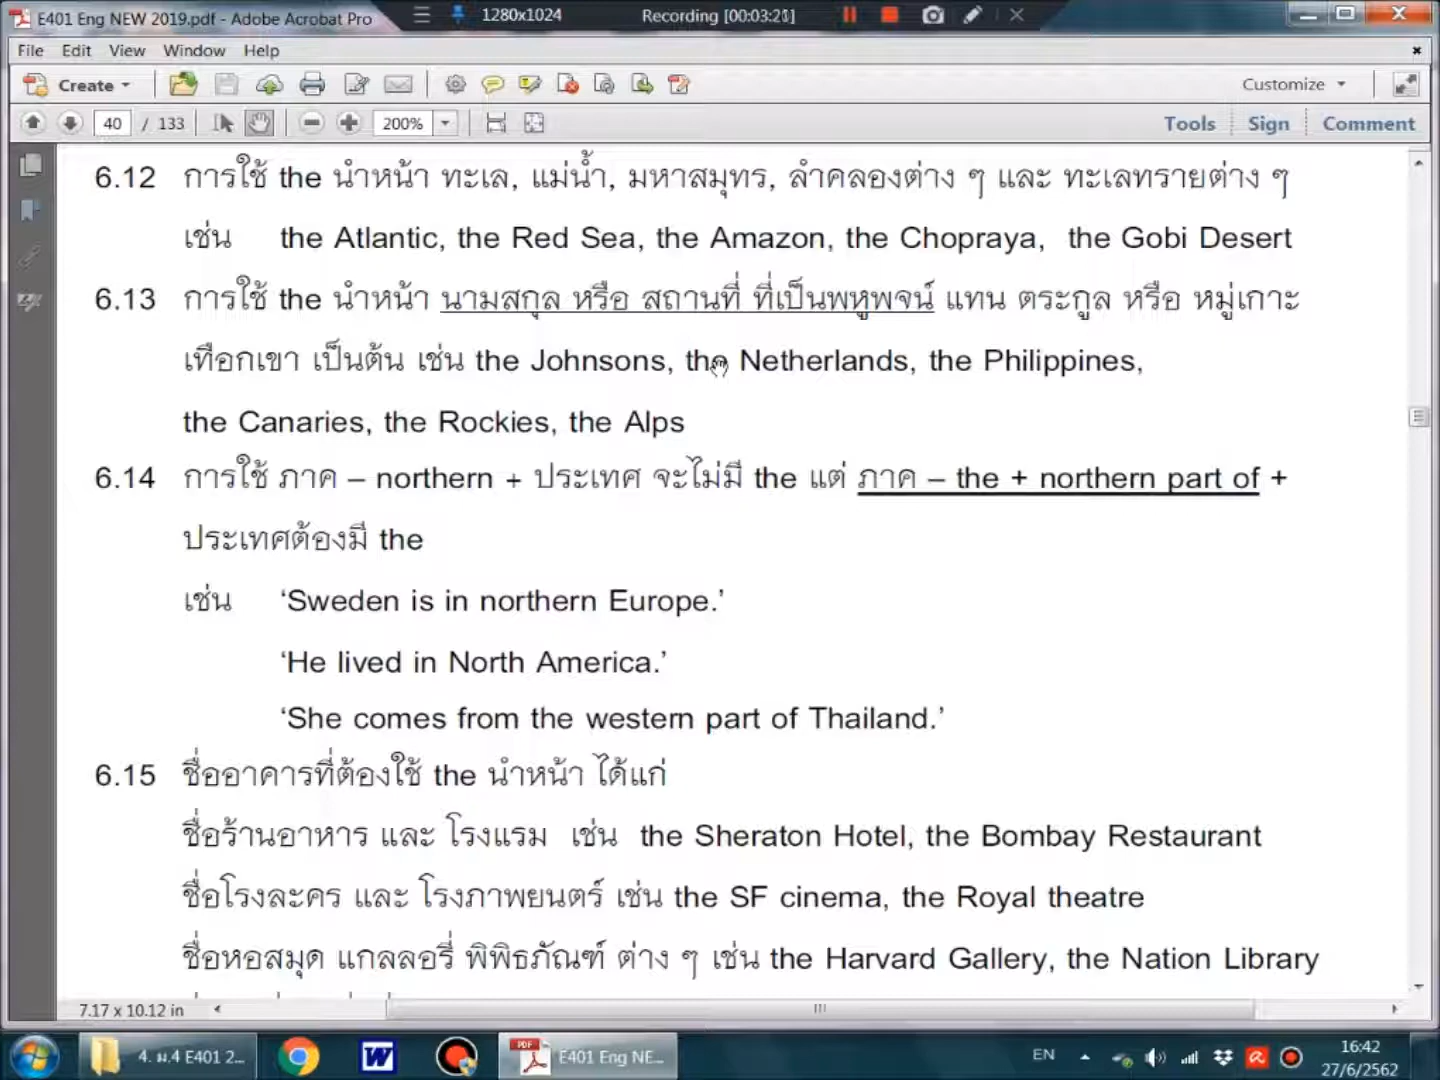 E401 Eng NEW 2019.pdf - Adobe Acrobat Pro
1280x1024
Recording [00:03:21]
File Edit View Window Help
Create
Customize
40 / 133
200%
Tools Sign Comment
6.12 การใช้ the นำหน้า ทะเล, แม่น้ำ, มหาสมุทร, ลำคลองต่าง ๆ และ ทะเลทรายต่าง ๆ
เช่น the Atlantic, the Red Sea, the Amazon, the Chopraya, the Gobi Desert
6.13 การใช้ the นำหน้า นามสกุล หรือ สถานที่ ที่เป็นพหูพจน์ แทน ตระกูล หรือ หมู่เกาะ
เทือกเขา เป็นต้น เช่น the Johnsons, the Netherlands, the Philippines,
the Canaries, the Rockies, the Alps
6.14 การใช้ ภาค – northern + ประเทศ จะไม่มี the แต่ ภาค – the + northern part of +
ประเทศต้องมี the
เช่น ‘Sweden is in northern Europe.’
‘He lived in North America.’
‘She comes from the western part of Thailand.’
6.15 ชื่ออาคารที่ต้องใช้ the นำหน้า ได้แก่
ชื่อร้านอาหาร และ โรงแรม เช่น the Sheraton Hotel, the Bombay Restaurant
ชื่อโรงละคร และ โรงภาพยนตร์ เช่น the SF cinema, the Royal theatre
ชื่อหอสมุด แกลลอรี่ พิพิธภัณฑ์ ต่าง ๆ เช่น the Harvard Gallery, the Nation Library
7.17 x 10.12 in
4. ม.4 E401 2...
E401 Eng NE...
EN
16:42
27/6/2562